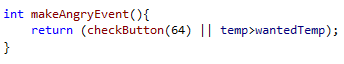 int makeAngryEvent(){
    return (checkButton(64) || temp>wantedTemp);
}